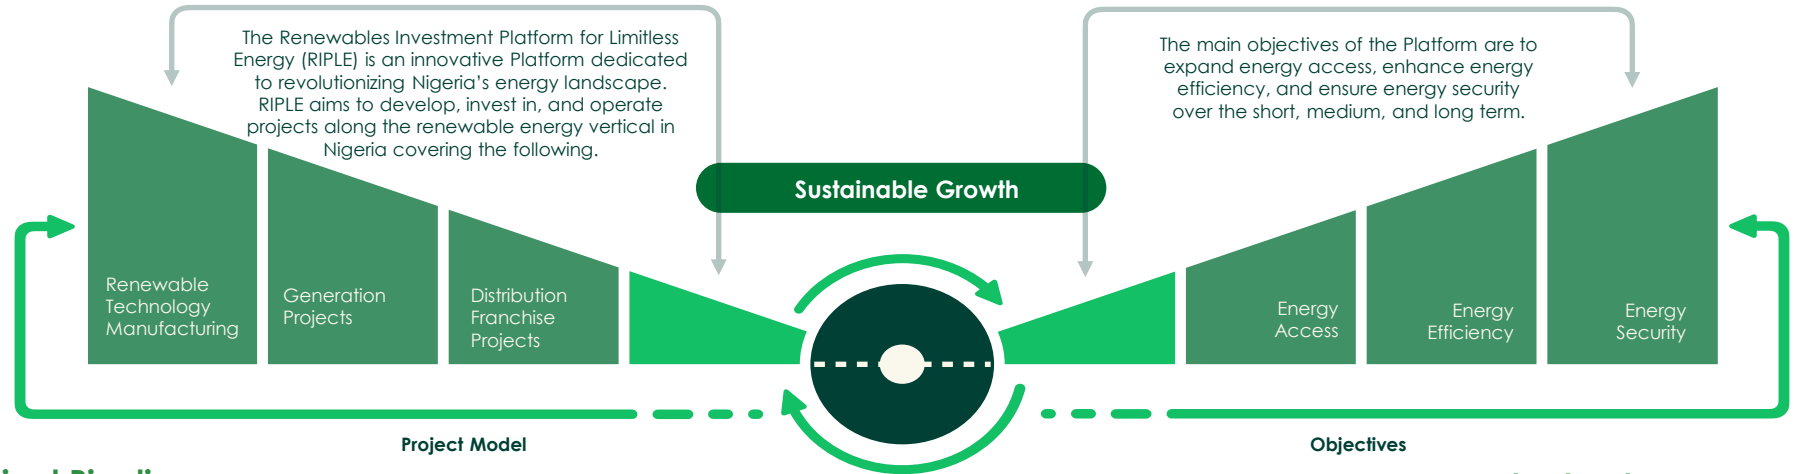 The Renewables Investment Platform for Limitless
Energy (RIPLE) is an innovative Platform dedicated
to revolutionizing Nigeria’s energy landscape.
RIPLE aims to develop, invest in, and operate
projects along the renewable energy vertical in
Nigeria covering the following.
The main objectives of the Platform are to
expand energy access, enhance energy
efficiency, and ensure energy security
over the short, medium, and long term.
Sustainable Growth
Renewable
Technology
Manufacturing
Generation
Projects
Distribution
Franchise
Projects
Energy
Access
Energy
Efficiency
Energy
Security
Project Model
Objectives